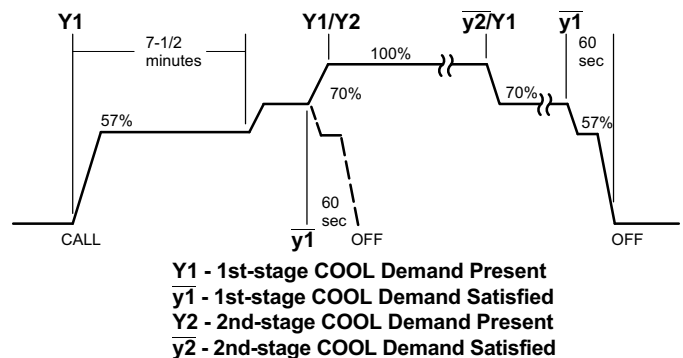 Y1
Y1/Y2
y2/Y1
y1
7-1/2
minutes
100%
60
sec
57%
70%
70%
57%
60
sec
y1
CALL
OFF
OFF
Y1 - 1st-stage COOL Demand Present
y1 - 1st-stage COOL Demand Satisfied
Y2 - 2nd-stage COOL Demand Present
y2 - 2nd-stage COOL Demand Satisfied